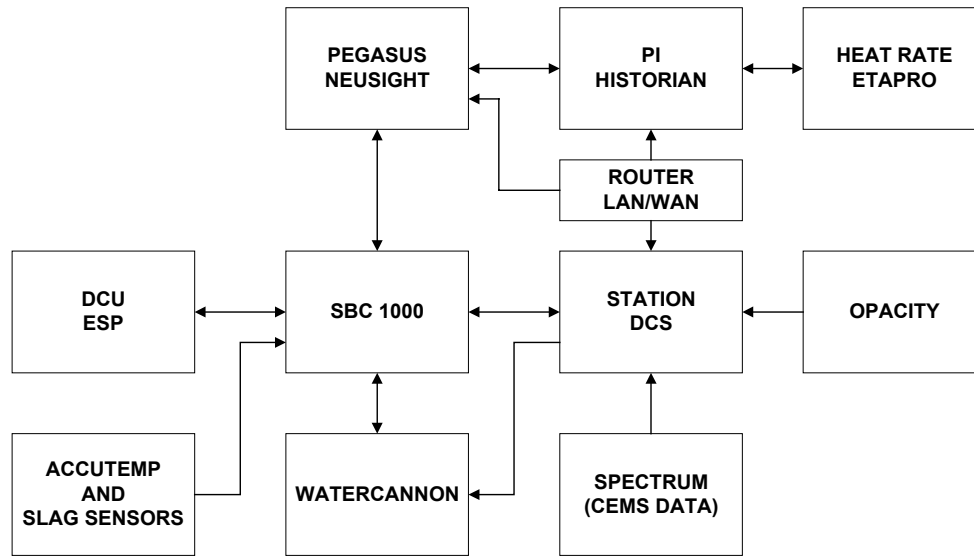 PEGASUS
NEUSIGHT
PI
HISTORIAN
HEAT RATE
ETAPRO
ROUTER
LAN/WAN
DCU
ESP
SBC 1000
STATION
DCS
OPACITY
ACCUTEMP
AND
SLAG SENSORS
WATERCANNON
SPECTRUM
(CEMS DATA)